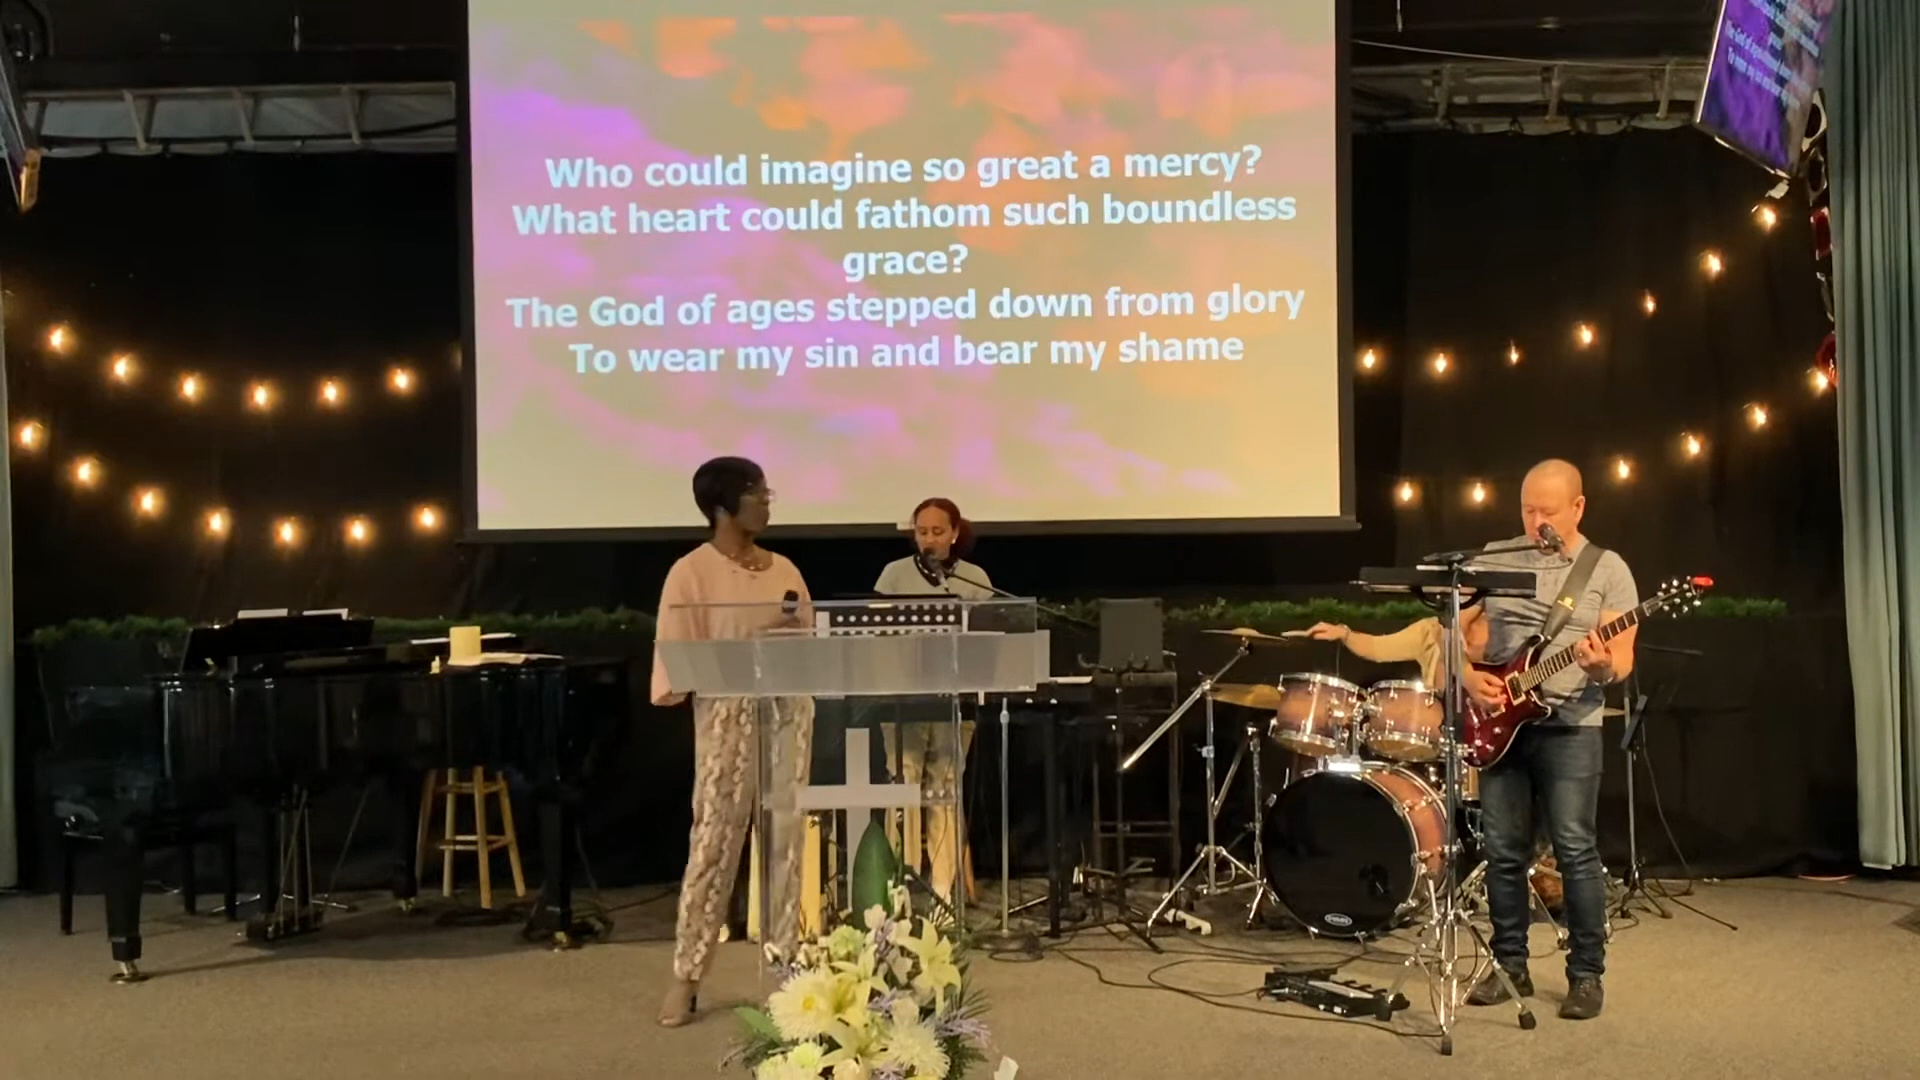 Who could imagine so great a mercy?
What heart could fathom such boundless
grace?
The God of ages stepped down from glory
To wear my sin and bear my shame